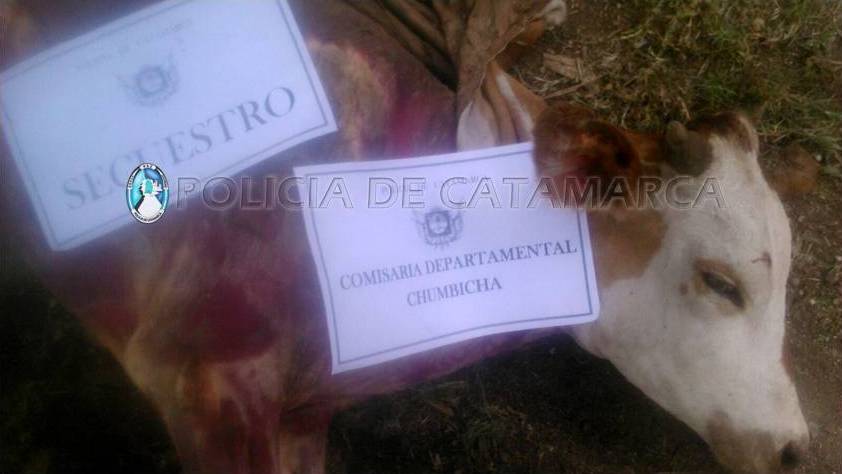 SECUESTRO
POLICIA DE CATAMARCA
COMISARIA DEPARTAMENTAL
CHUMBICHA